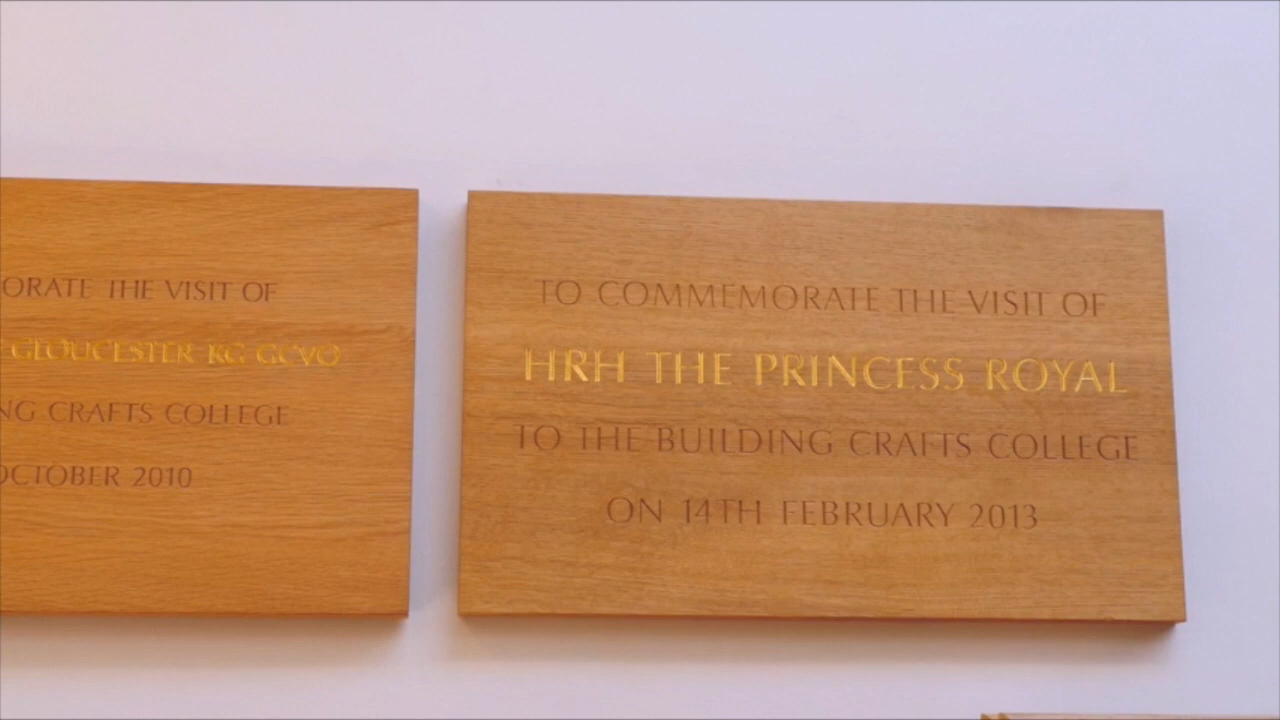 ORATE THE VISIT OF
GLOUCESTER KG GCVO
NG CRAFTS COLLEGE
OCTOBER 2010
TO COMMEMORATE THE VISIT OF
HRH THE PRINCESS ROYAL
TO THE BUILDING CRAFTS COLLEGE
ON 14TH FEBRUARY 2013